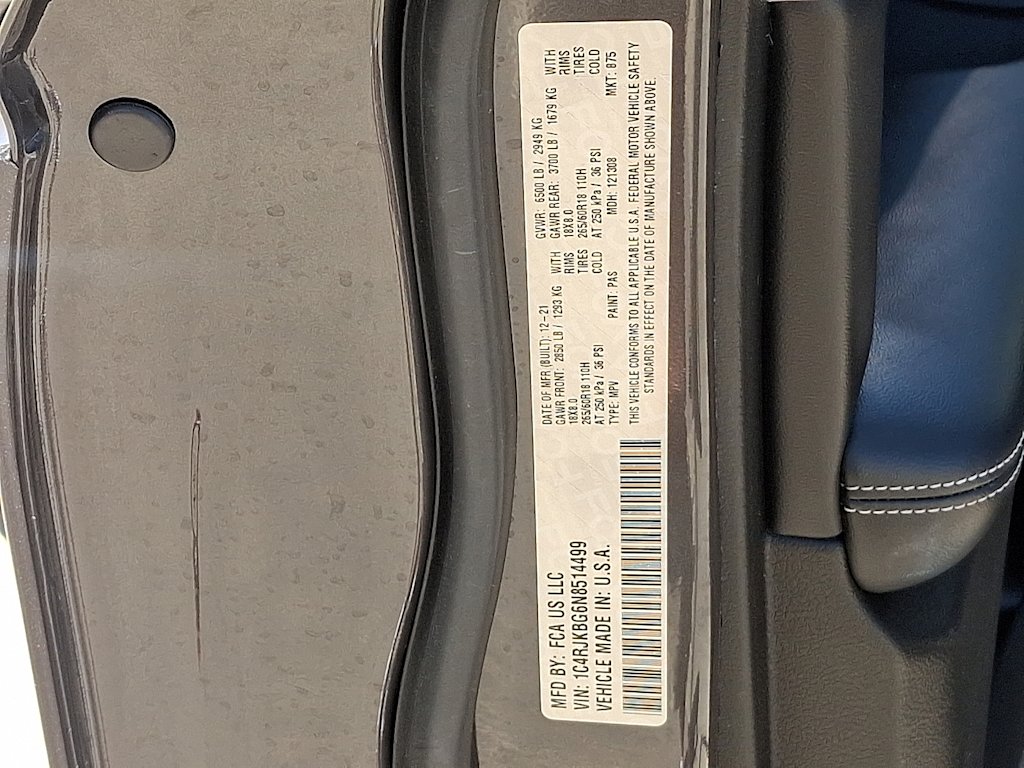 MFD BY: FCA US LLC
VIN: 1C4RJKBG6N8514499
VEHICLE MADE IN: U.S.A.
DATE OF MFR (BUILT): 12-21 GVWR: 6500 LB / 2949 KG
GAWR FRONT: 2850 LB / 1293 KG WITH GAWR REAR: 3700 LB / 1679 KG WITH
18X8.0 RIMS 18X8.0 RIMS
265/60R18 110H TIRES 265/60R18 110H TIRES
AT 250 kPa / 36 PSI COLD AT 250 kPa / 36 PSI COLD
TYPE: MPV PAINT: PAS MDH: 121308 MKT: 875
THIS VEHICLE CONFORMS TO ALL APPLICABLE U.S.A. FEDERAL MOTOR VEHICLE SAFETY
STANDARDS IN EFFECT ON THE DATE OF MANUFACTURE SHOWN ABOVE.